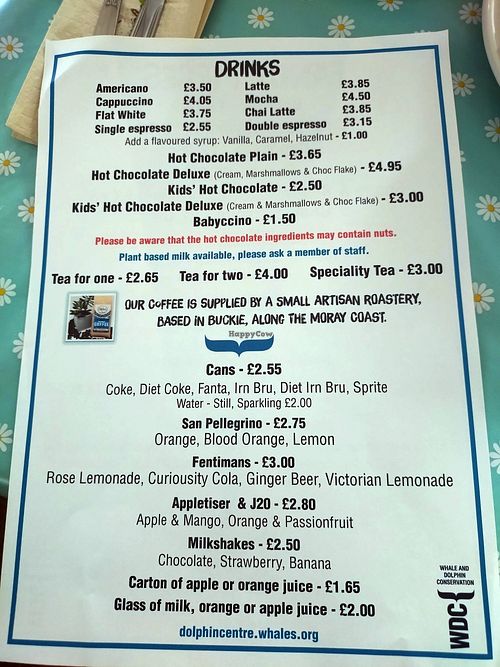 DRINKS
Americano £3.50 Latte £3.85
Cappuccino £4.05 Mocha £4.50
Flat White £3.75 Chai Latte £3.85
Single espresso £2.55 Double espresso £3.15
Add a flavoured syrup: Vanilla, Caramel, Hazelnut - £1.00
Hot Chocolate Plain - £3.65
Hot Chocolate Deluxe (Cream, Marshmallows & Choc Flake) - £4.95
Kids' Hot Chocolate - £2.50
Kids' Hot Chocolate Deluxe (Cream & Marshmallows & Choc Flake) - £3.00
Babyccino - £1.50
Please be aware that the hot chocolate ingredients may contain nuts.
Plant based milk available, please ask a member of staff.
Tea for one - £2.65 Tea for two - £4.00 Speciality Tea - £3.00
OUR COFFEE IS SUPPLIED BY A SMALL ARTISAN ROASTERY,
BASED IN BUCKIE, ALONG THE MORAY COAST.
HappyCow
Cans - £2.55
Coke, Diet Coke, Fanta, Irn Bru, Diet Irn Bru, Sprite
Water - Still, Sparkling £2.00
San Pellegrino - £2.75
Orange, Blood Orange, Lemon
Fentimans - £3.00
Rose Lemonade, Curiousity Cola, Ginger Beer, Victorian Lemonade
Appletiser & J20 - £2.80
Apple & Mango, Orange & Passionfruit
Milkshakes - £2.50
Chocolate, Strawberry, Banana
Carton of apple or orange juice - £1.65
Glass of milk, orange or apple juice - £2.00
dolphincentre.whales.org
WHALE AND
DOLPHIN
CONSERVATION
WDC